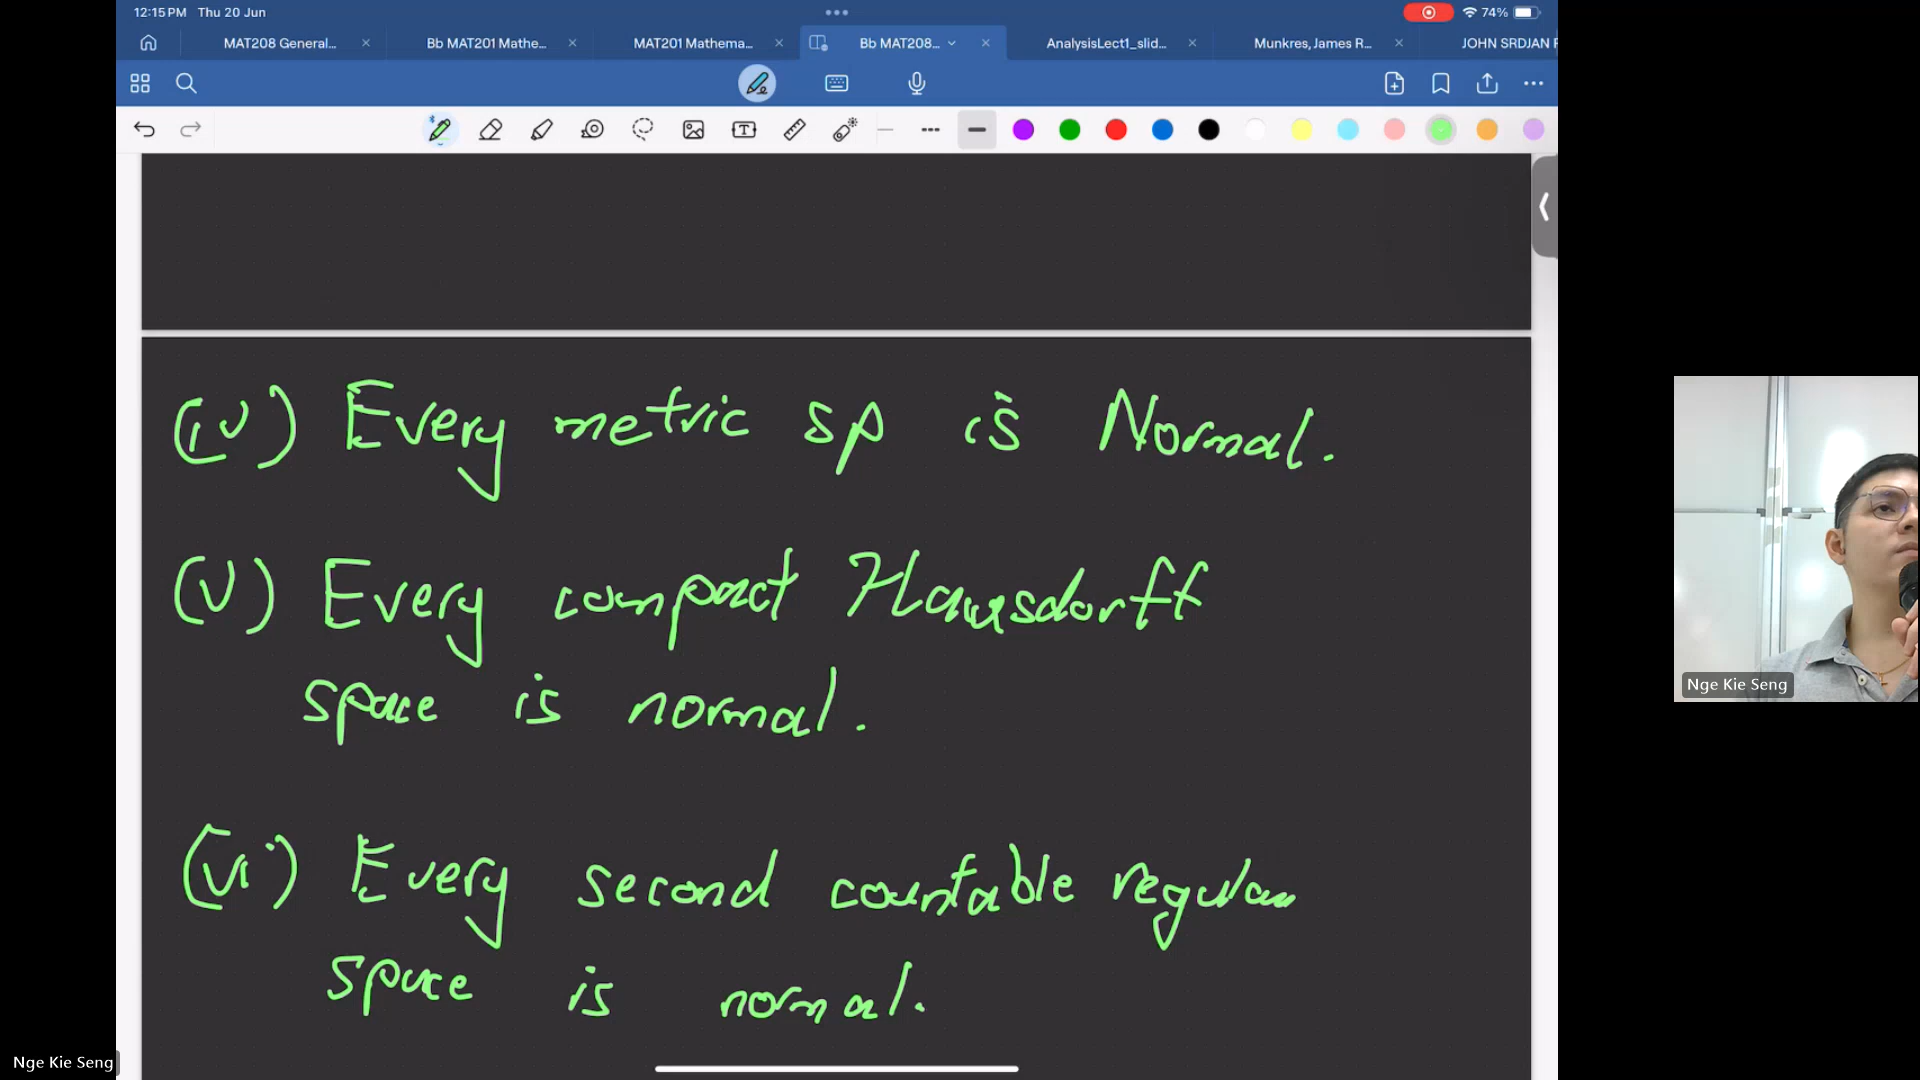 12:15 PM Thu 20 Jun
74%
MAT208 General...
Bb MAT201 Mathe...
MAT201 Mathema...
Bb MAT208...
AnalysisLect1_slid...
Munkres, James R...
JOHN SRDJAN P
(iv) Every metric sp is Normal.
(v) Every compact Hausdorff
space is normal.
(vi) Every second countable regular
space is normal.
Nge Kie Seng
Nge Kie Seng